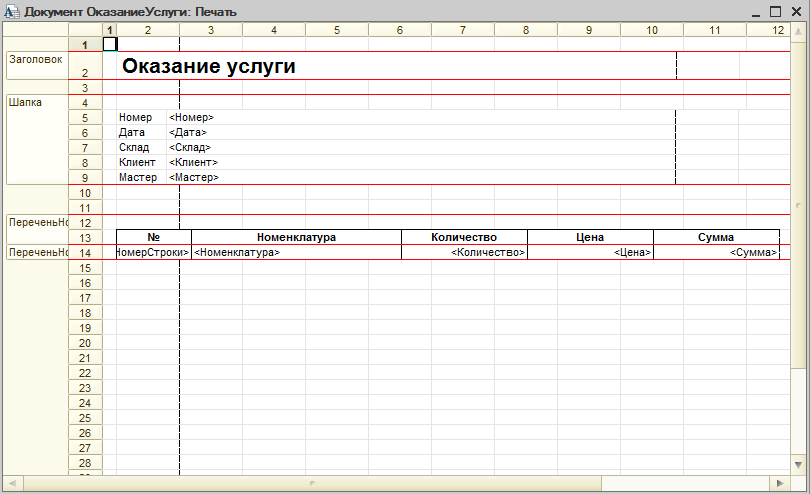 Документ ОказаниеУслуги: Печать
1 2 3 4 5 6 7 8 9 10 11 12
1
Заголовок
2 Оказание услуги
3
Шапка 4
5 Номер <Номер>
6 Дата <Дата>
7 Склад <Склад>
8 Клиент <Клиент>
9 Мастер <Мастер>
10
11
ПереченьНо 12
13 № Номенклатура Количество Цена Сумма
ПереченьНо 14 НомерСтроки> <Номенклатура> <Количество> <Цена> <Сумма>
15
16
17
18
19
20
21
22
23
24
25
26
27
28